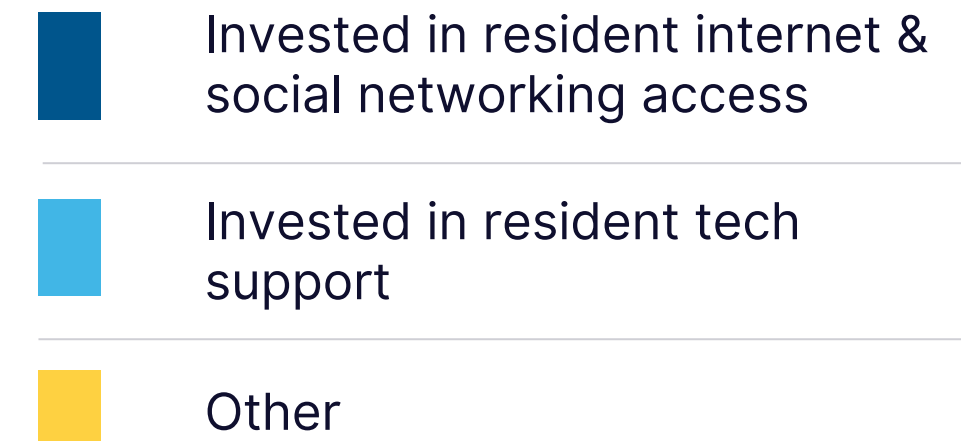 Invested in resident internet &
social networking access
Invested in resident tech
support
Other